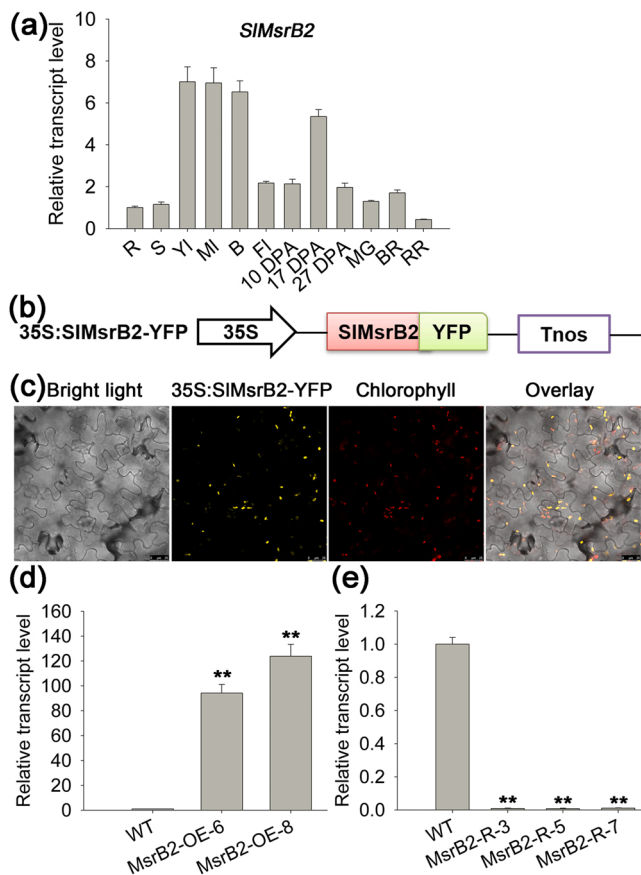 (a)
SlMsrB2
Relative transcript level
10
8
6
4
2
0
R S YI MI B FI 10 DPA 17 DPA 27 DPA MG BR RR
(b)
35S:SlMsrB2-YFP 35S SlMsrB2 YFP Tnos
(c)
Bright light 35S:SlMsrB2-YFP Chlorophyll Overlay
(d)
Relative transcript level
160
140
120
100
80
60
40
20
0
** **
WT MsrB2-OE-6 MsrB2-OE-8
(e)
Relative transcript level
1.2
1.0
0.8
0.6
0.4
0.2
0.0
** ** **
WT MsrB2-R-3 MsrB2-R-5 MsrB2-R-7